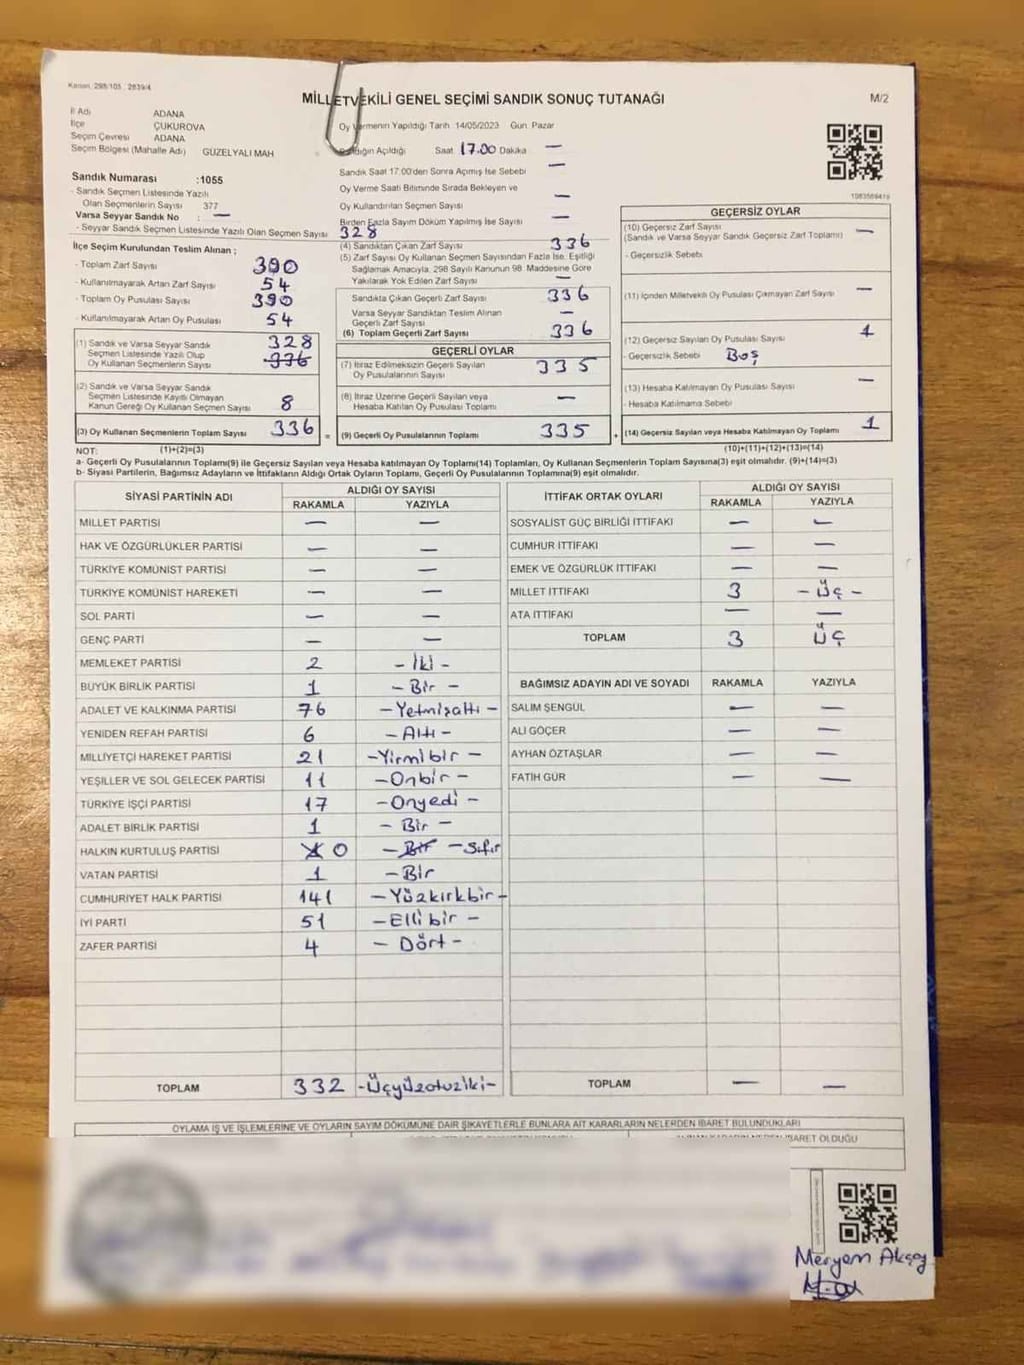 Kanun: 298/105 , 2839/4
MİLLETVEKİLİ GENEL SEÇİMİ SANDIK SONUÇ TUTANAĞI
M/2
İl Adı ADANA
İlçe ÇUKUROVA
Seçim Çevresi ADANA
Seçim Bölgesi (Mahalle Adı) GÜZELYALI MAH
Oy Vermenin Yapıldığı Tarih 14/05/2023 Gün: Pazar
Açıldığı Saat 17.00 Dakika —
Sandık Saat 17:00'den Sonra Açılmış İse Sebebi —
Oy Verme Saati Bitiminde Sırada Bekleyen ve
Oy Kullandırılan Seçmen Sayısı —
Birden Fazla Sayım Döküm Yapılmış İse Sayısı —
Sandık Numarası :1055
- Sandık Seçmen Listesinde Yazılı
Olan Seçmenlerin Sayısı 377
Varsa Seyyar Sandık No : —
- Seyyar Sandık Seçmen Listesinde Yazılı Olan Seçmen Sayısı 328
İlçe Seçim Kurulundan Teslim Alınan ;
- Toplam Zarf Sayısı 390
- Kullanılmayarak Artan Zarf Sayısı 54
- Toplam Oy Pusulası Sayısı 390
- Kullanılmayarak Artan Oy Pusulası 54
(1) Sandık ve Varsa Seyyar Sandık 328
Seçmen Listesinde Yazılı Olup
Oy Kullanan Seçmenlerin Sayısı 336
(2) Sandık ve Varsa Seyyar Sandık
Seçmen Listesinde Kayıtlı Olmayan
Kanun Gereği Oy Kullanan Seçmen Sayısı 8
(3) Oy Kullanan Seçmenlerin Toplam Sayısı 336
(4) Sandıktan Çıkan Zarf Sayısı 336
(5) Zarf Sayısı Oy Kullanan Seçmen Sayısından Fazla İse, Eşitliği
Sağlamak Amacıyla, 298 Sayılı Kanunun 98. Maddesine Göre
Yakılarak Yok Edilen Zarf Sayısı —
Sandıkta Çıkan Geçerli Zarf Sayısı 336
Varsa Seyyar Sandıktan Teslim Alınan
Geçerli Zarf Sayısı —
(6) Toplam Geçerli Zarf Sayısı 336
GEÇERLİ OYLAR
(7) İtiraz Edilmeksizin Geçerli Sayılan
Oy Pusulalarının Sayısı 335
(8) İtiraz Üzerine Geçerli Sayılan veya
Hesaba Katılan Oy Pusulası Toplamı —
= (9) Geçerli Oy Pusulalarının Toplamı 335
GEÇERSİZ OYLAR
(10) Geçersiz Zarf Sayısı
(Sandık ve Varsa Seyyar Sandık Geçersiz Zarf Toplamı) —
- Geçersizlik Sebebi
(11) İçinden Milletvekili Oy Pusulası Çıkmayan Zarf Sayısı —
(12) Geçersiz Sayılan Oy Pusulası Sayısı 1
- Geçersizlik Sebebi Boş
(13) Hesaba Katılmayan Oy Pusulası Sayısı —
- Hesaba Katılmama Sebebi
+ (14) Geçersiz Sayılan veya Hesaba Katılmayan Oy Toplamı 1
NOT: (1)+(2)=(3) (10)+(11)+(12)+(13)=(14)
a- Geçerli Oy Pusulalarının Toplamı(9) ile Geçersiz Sayılan veya Hesaba katılmayan Oy Toplamı(14) Toplamları, Oy Kullanan Seçmenlerin Toplam Sayısına(3) eşit olmalıdır. (9)+(14)=(3)
b- Siyasi Partilerin, Bağımsız Adayların ve İttifakların Aldığı Ortak Oyların Toplamı, Geçerli Oy Pusulalarının Toplamına(9) eşit olmalıdır.
SİYASİ PARTİNİN ADI ALDIĞI OY SAYISI
RAKAMLA YAZIYLA
MİLLET PARTİSİ — —
HAK VE ÖZGÜRLÜKLER PARTİSİ — —
TÜRKİYE KOMÜNİST PARTİSİ — —
TÜRKİYE KOMÜNİST HAREKETİ — —
SOL PARTİ — —
GENÇ PARTİ — —
MEMLEKET PARTİSİ 2 – İki –
BÜYÜK BİRLİK PARTİSİ 1 – Bir –
ADALET VE KALKINMA PARTİSİ 76 – Yetmişaltı –
YENİDEN REFAH PARTİSİ 6 – Altı –
MİLLİYETÇİ HAREKET PARTİSİ 21 – Yirmibir –
YEŞİLLER VE SOL GELECEK PARTİSİ 11 – Onbir –
TÜRKİYE İŞÇİ PARTİSİ 17 – Onyedi –
ADALET BİRLİK PARTİSİ 1 – Bir –
HALKIN KURTULUŞ PARTİSİ 0 – Bir – Sıfır
VATAN PARTİSİ 1 – Bir
CUMHURİYET HALK PARTİSİ 141 – Yüzkırkbir –
İYİ PARTİ 51 – Ellibir –
ZAFER PARTİSİ 4 – Dört –
TOPLAM 332 – Üçyüzotuziki –
İTTİFAK ORTAK OYLARI ALDIĞI OY SAYISI
RAKAMLA YAZIYLA
SOSYALİST GÜÇ BİRLİĞİ İTTİFAKI — —
CUMHUR İTTİFAKI — —
EMEK VE ÖZGÜRLÜK İTTİFAKI — —
MİLLET İTTİFAKI 3 – Üç –
ATA İTTİFAKI — —
TOPLAM 3 Üç
BAĞIMSIZ ADAYIN ADI VE SOYADI RAKAMLA YAZIYLA
SALİM ŞENGÜL — —
ALİ GÖÇER — —
AYHAN ÖZTAŞLAR — —
FATİH GÜR — —
TOPLAM — —
OYLAMA İŞ VE İŞLEMLERİNE VE OYLARIN SAYIM DÖKÜMÜNE DAİR ŞİKAYETLERLE BUNLARA AİT KARARLARIN NELERDEN İBARET BULUNDUKLARI
İBARET OLDUĞU
Meryem Aksoy